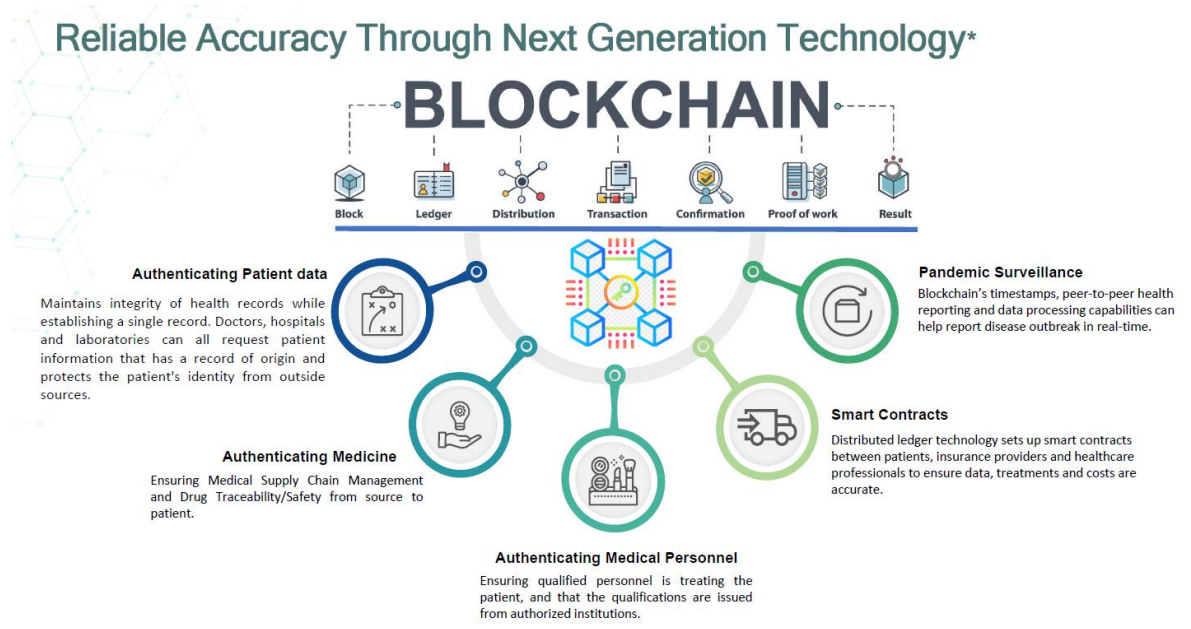 Reliable Accuracy Through Next Generation Technology*
BLOCKCHAIN
Block
Ledger
Distribution
Transaction
Confirmation
Proof of work
Result
Authenticating Patient data
Maintains integrity of health records while
establishing a single record. Doctors, hospitals
and laboratories can all request patient
information that has a record of origin and
protects the patient's identity from outside
sources.
Authenticating Medicine
Ensuring Medical Supply Chain Management
and Drug Traceability/Safety from source to
patient.
Authenticating Medical Personnel
Ensuring qualified personnel is treating the
patient, and that the qualifications are issued
from authorized institutions.
Smart Contracts
Distributed ledger technology sets up smart contracts
between patients, insurance providers and healthcare
professionals to ensure data, treatments and costs are
accurate.
Pandemic Surveillance
Blockchain’s timestamps, peer-to-peer health
reporting and data processing capabilities can
help report disease outbreak in real-time.